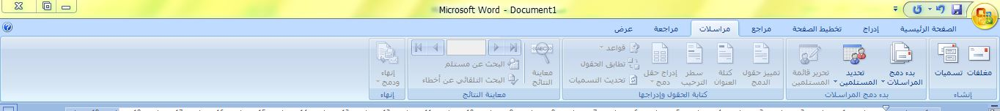 Microsoft Word - Document1
الصفحة الرئيسية إدراج تخطيط الصفحة مراجع مراسلات مراجعة عرض
مغلفات تسميات
إنشاء
بدء دمج المراسلات
تحديد المستلمين
تحرير قائمة المستلمين
بدء دمج المراسلات
تمييز حقول الدمج
كتلة العنوان
سطر الترحيب
إدراج حقل دمج
قواعد
تطابق الحقول
تحديث التسميات
كتابة الحقول وإدراجها
معاينة النتائج
ABC
البحث عن مستلم
البحث التلقائي عن أخطاء
معاينة النتائج
إنهاء ودمج
إنهاء